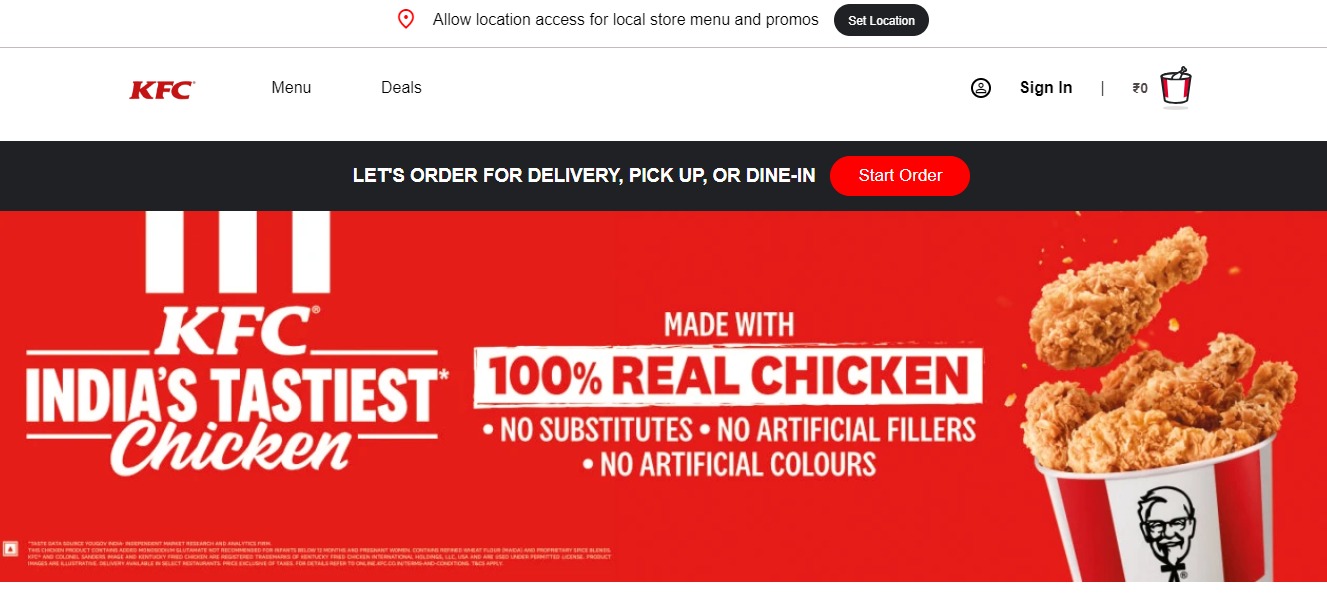 Allow location access for local store menu and promos Set Location
KFC Menu Deals Sign In | ₹0
LET'S ORDER FOR DELIVERY, PICK UP, OR DINE-IN Start Order
KFC®
INDIA'S TASTIEST*
Chicken
MADE WITH
100% REAL CHICKEN
• NO SUBSTITUTES • NO ARTIFICIAL FILLERS
• NO ARTIFICIAL COLOURS
*TASTE DATA SOURCE YOUGOV INDIA- INDEPENDENT MARKET RESEARCH AND ANALYTICS FIRM.
THIS CHICKEN PRODUCT CONTAINS ADDED MONOSODIUM GLUTAMATE NOT RECOMMENDED FOR INFANTS BELOW 12 MONTHS AND PREGNANT WOMEN. CONTAINS REFINED WHEAT FLOUR (MAIDA) AND PROPRIETARY SPICE BLENDS.
KFC® AND COLONEL SANDERS IMAGE AND KENTUCKY FRIED CHICKEN ARE REGISTERED TRADEMARKS OF KENTUCKY FRIED CHICKEN INTERNATIONAL HOLDINGS, LLC, USA AND ARE USED UNDER PERMITTED LICENSE. PRODUCT
IMAGES ARE ILLUSTRATIVE. DELIVERY AVAILABLE IN SELECT RESTAURANTS. PRICE EXCLUSIVE OF TAXES. FOR DETAILS REFER TO ONLINE.KFC.CO.IN/TERMS-AND-CONDITIONS. T&CS APPLY.